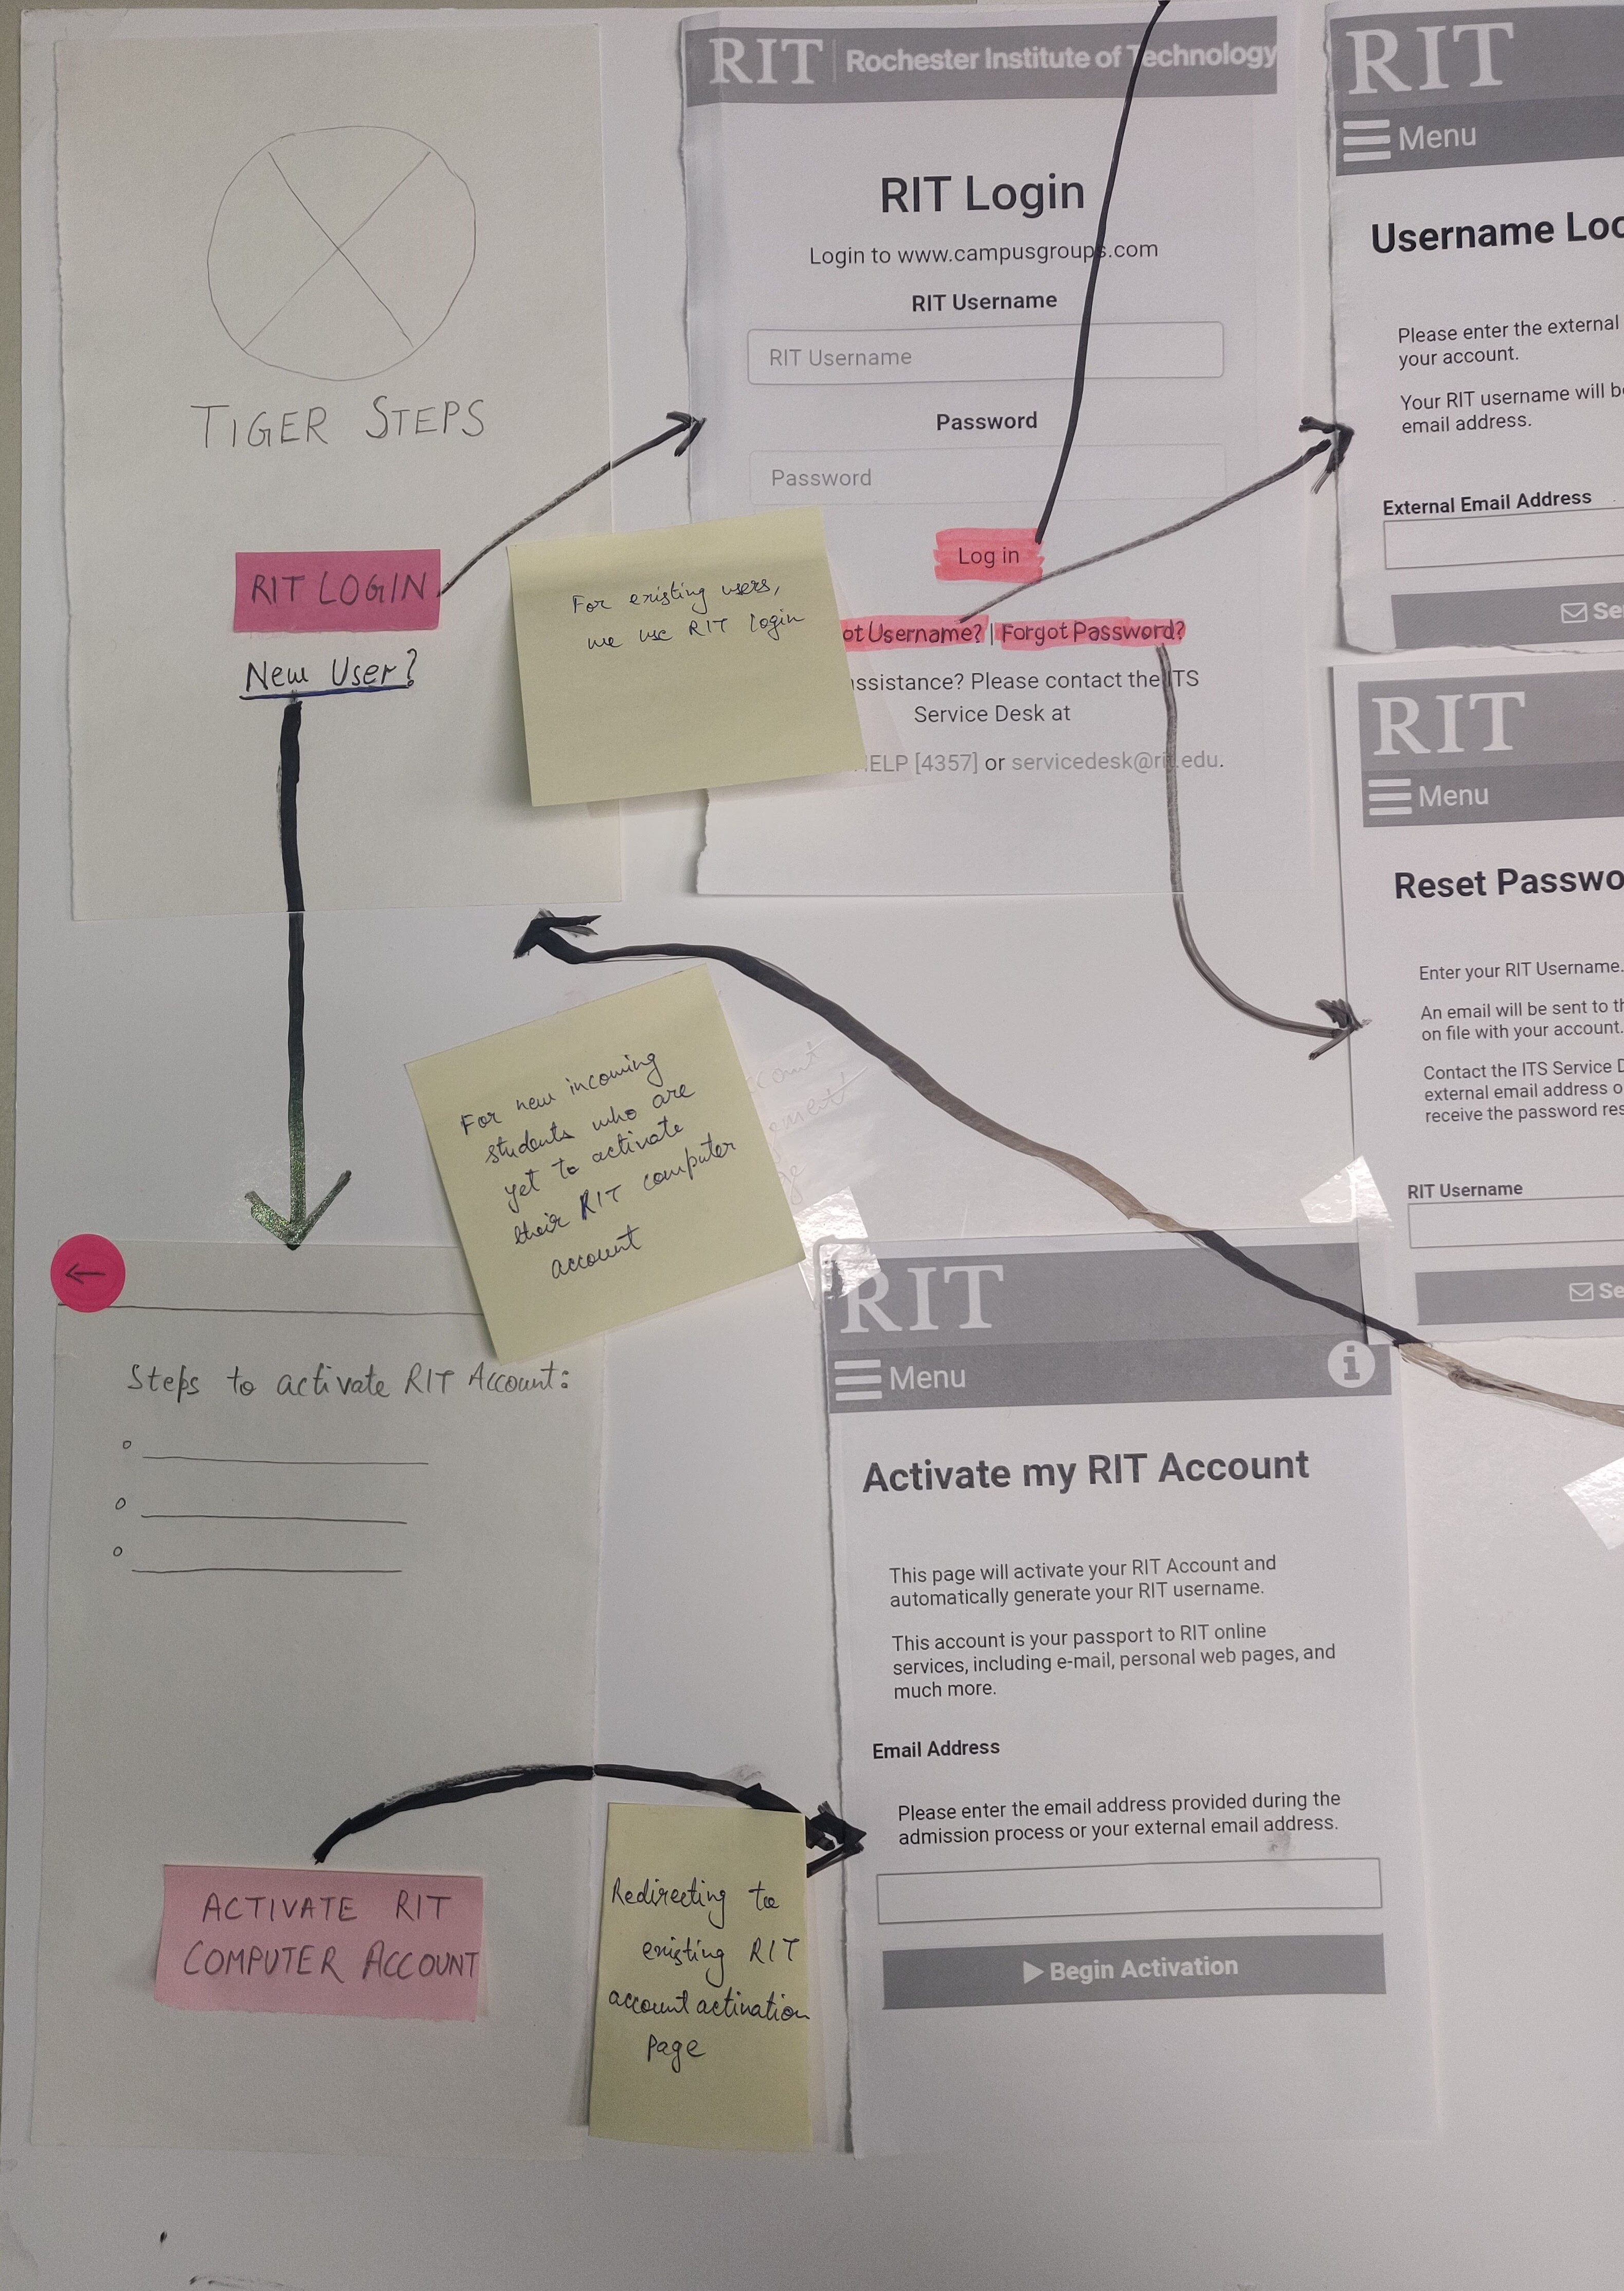 TIGER STEPS
RIT LOGIN
New User?
RIT | Rochester Institute of Technology
RIT Login
Login to www.campusgroups.com
RIT Username
RIT Username
Password
Password
Log in
ot Username? | Forgot Password?
ssistance? Please contact the ITS
Service Desk at
ELP [4357] or servicedesk@rit.edu.
For existing users,
we use RIT login
RIT
Menu
Username Loo
Please enter the external
your account.
Your RIT username will b
email address.
External Email Address
Se
RIT
Menu
Reset Passwo
Enter your RIT Username.
An email will be sent to th
on file with your account.
Contact the ITS Service D
external email address o
receive the password res
RIT Username
Se
For new incoming
students who are
yet to activate
their RIT computer
account
Steps to activate RIT Account:
ACTIVATE RIT
COMPUTER ACCOUNT
Redirecting to
existing RIT
account activation
page
RIT
Menu
Activate my RIT Account
This page will activate your RIT Account and
automatically generate your RIT username.
This account is your passport to RIT online
services, including e-mail, personal web pages, and
much more.
Email Address
Please enter the email address provided during the
admission process or your external email address.
Begin Activation